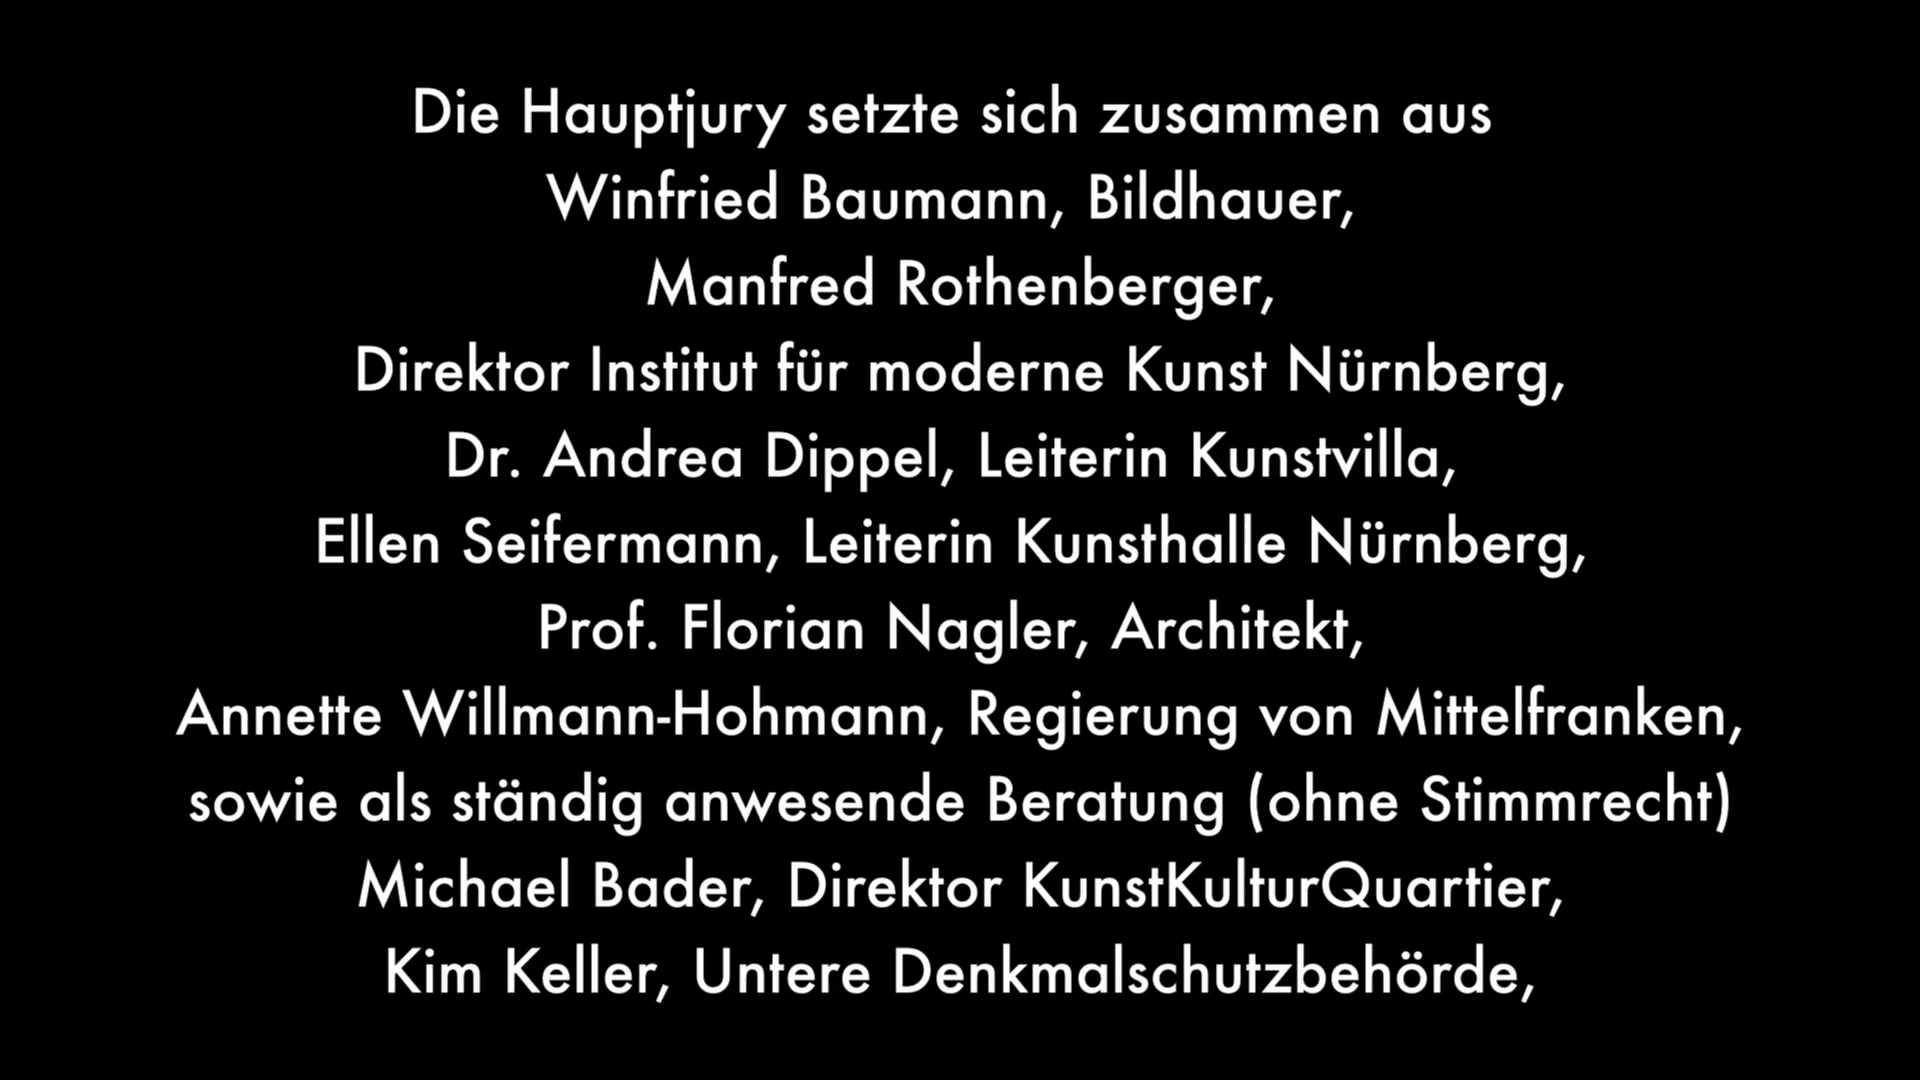 Die Hauptjury setzte sich zusammen aus
Winfried Baumann, Bildhauer,
Manfred Rothenberger,
Direktor Institut für moderne Kunst Nürnberg,
Dr. Andrea Dippel, Leiterin Kunstvilla,
Ellen Seifermann, Leiterin Kunsthalle Nürnberg,
Prof. Florian Nagler, Architekt,
Annette Willmann-Hohmann, Regierung von Mittelfranken,
sowie als ständig anwesende Beratung (ohne Stimmrecht)
Michael Bader, Direktor KunstKulturQuartier,
Kim Keller, Untere Denkmalschutzbehörde,